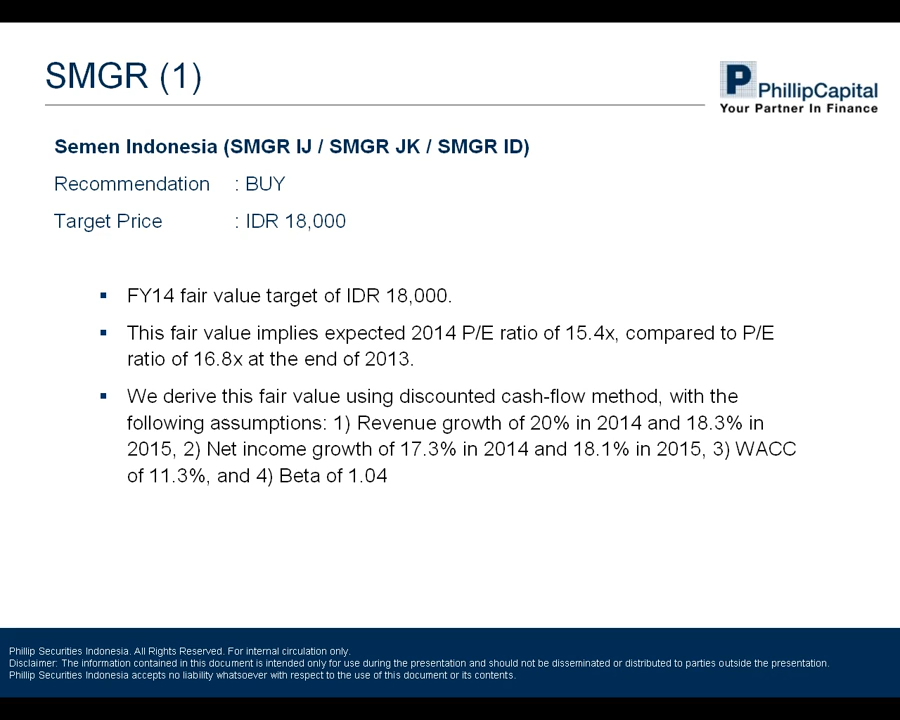 SMGR (1)
P PhillipCapital
Your Partner In Finance
Semen Indonesia (SMGR IJ / SMGR JK / SMGR ID)
Recommendation : BUY
Target Price : IDR 18,000
▪ FY14 fair value target of IDR 18,000.
▪ This fair value implies expected 2014 P/E ratio of 15.4x, compared to P/E
ratio of 16.8x at the end of 2013.
▪ We derive this fair value using discounted cash-flow method, with the
following assumptions: 1) Revenue growth of 20% in 2014 and 18.3% in
2015, 2) Net income growth of 17.3% in 2014 and 18.1% in 2015, 3) WACC
of 11.3%, and 4) Beta of 1.04
Phillip Securities Indonesia. All Rights Reserved. For internal circulation only.
Disclaimer: The information contained in this document is intended only for use during the presentation and should not be disseminated or distributed to parties outside the presentation.
Phillip Securities Indonesia accepts no liability whatsoever with respect to the use of this document or its contents.